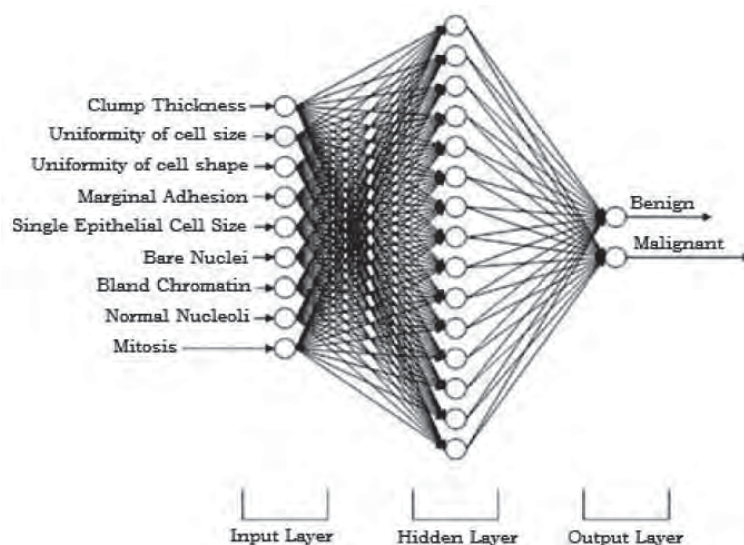 Clump Thickness
Uniformity of cell size
Uniformity of cell shape
Marginal Adhesion
Single Epithelial Cell Size
Bare Nuclei
Bland Chromatin
Normal Nucleoli
Mitosis
Benign
Malignant
Input Layer
Hidden Layer
Output Layer